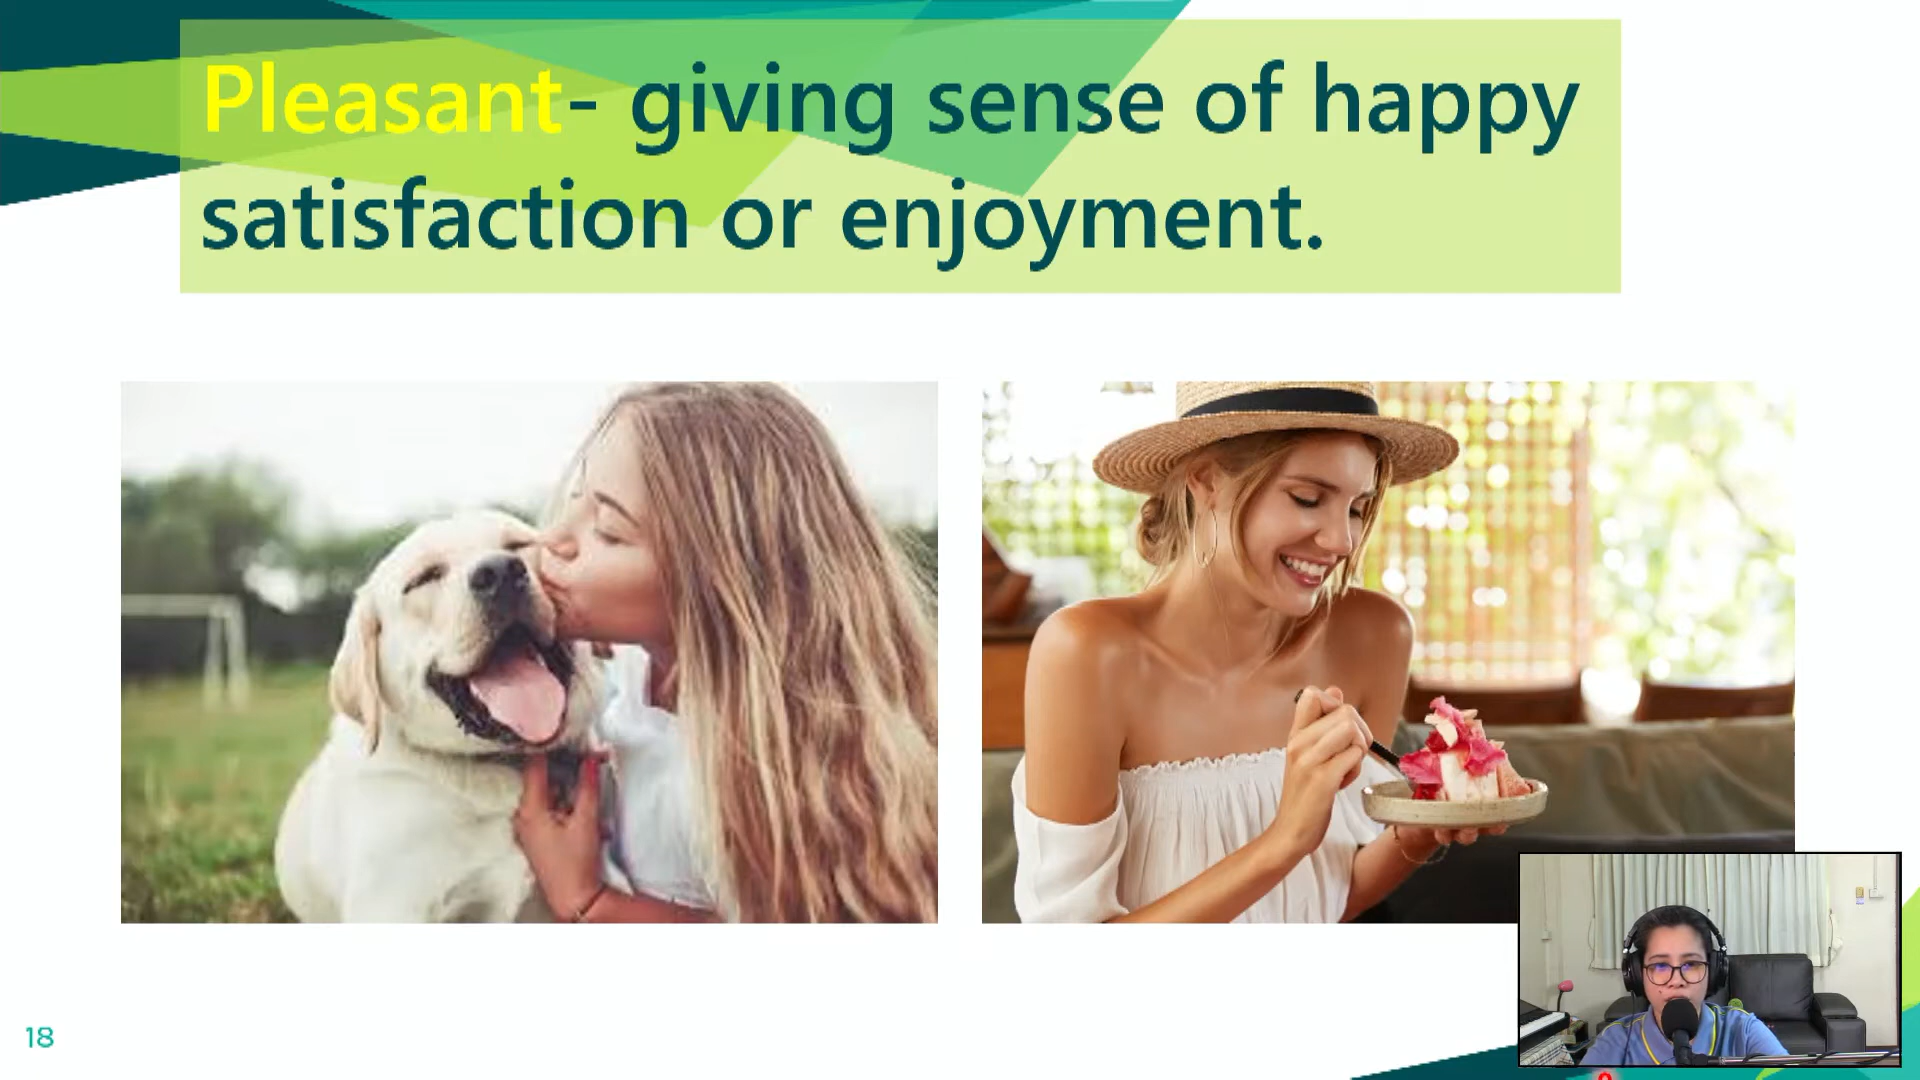 Pleasant- giving sense of happy
satisfaction or enjoyment.
18